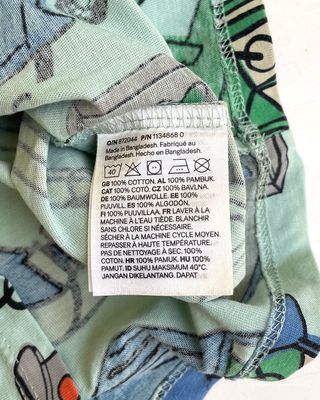 O/N 872044 P/N 1134868 0
Made in Bangladesh. Fabriqué au
Bangladesh. Hecho en Bangladesh.
40
GB 100% COTTON. AL 100% PAMBUK.
CAT 100% COTÓ. CZ 100% BAVLNA.
DE 100% BAUMWOLLE. EE 100%
PUUVILL. ES 100% ALGODÓN.
FI 100% PUUVILLAA. FR LAVER À LA
MACHINE À L'EAU TIÈDE. BLANCHIR
SANS CHLORE SI NÉCESSAIRE.
SÉCHER À LA MACHINE CYCLE MOYEN.
REPASSER À HAUTE TEMPÉRATURE.
PAS DE NETTOYAGE À SEC. 100%
COTON. HR 100% PAMUK. HU 100%
PAMUT. ID SUHU MAKSIMUM 40°C.
JANGAN DIKELANTANG. DAPAT